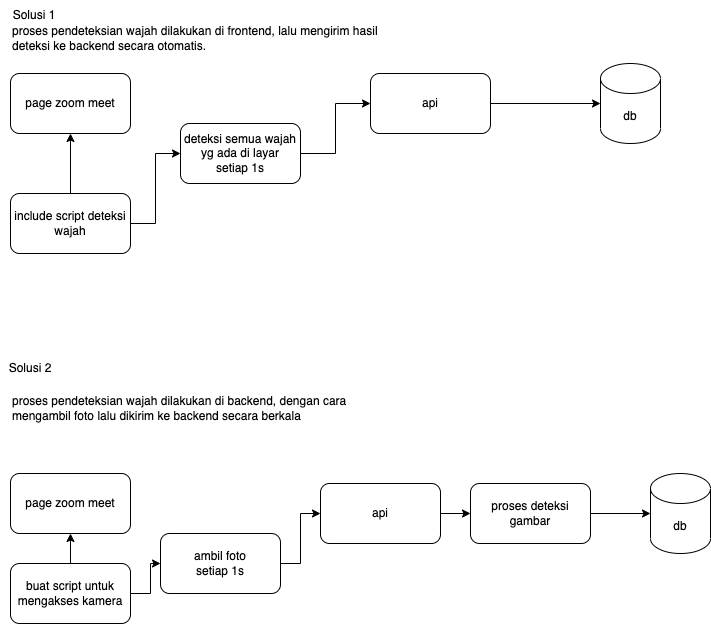 Solusi 1
proses pendeteksian wajah dilakukan di frontend, lalu mengirim hasil
deteksi ke backend secara otomatis.
page zoom meet
api
db
deteksi semua wajah
yg ada di layar
setiap 1s
include script deteksi
wajah
Solusi 2
proses pendeteksian wajah dilakukan di backend, dengan cara
mengambil foto lalu dikirim ke backend secara berkala
page zoom meet
api
proses deteksi
gambar
db
ambil foto
setiap 1s
buat script untuk
mengakses kamera